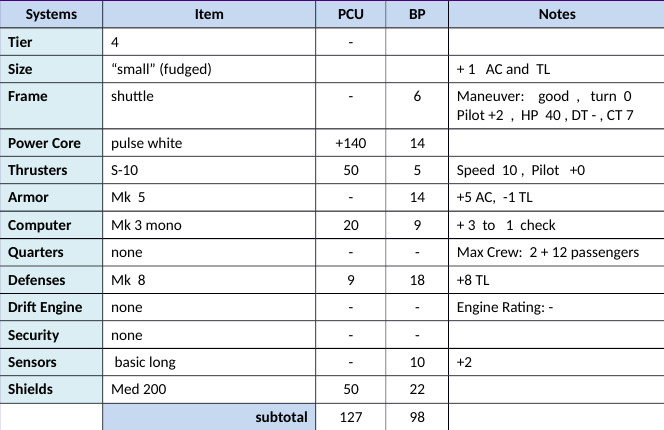 Systems Item PCU BP Notes
Tier 4 -
Size “small” (fudged) + 1 AC and TL
Frame shuttle - 6 Maneuver: good , turn 0
Pilot +2 , HP 40 , DT - , CT 7
Power Core pulse white +140 14
Thrusters S-10 50 5 Speed 10 , Pilot +0
Armor Mk 5 - 14 +5 AC, -1 TL
Computer Mk 3 mono 20 9 + 3 to 1 check
Quarters none - - Max Crew: 2 + 12 passengers
Defenses Mk 8 9 18 +8 TL
Drift Engine none - - Engine Rating: -
Security none - -
Sensors basic long - 10 +2
Shields Med 200 50 22
subtotal 127 98